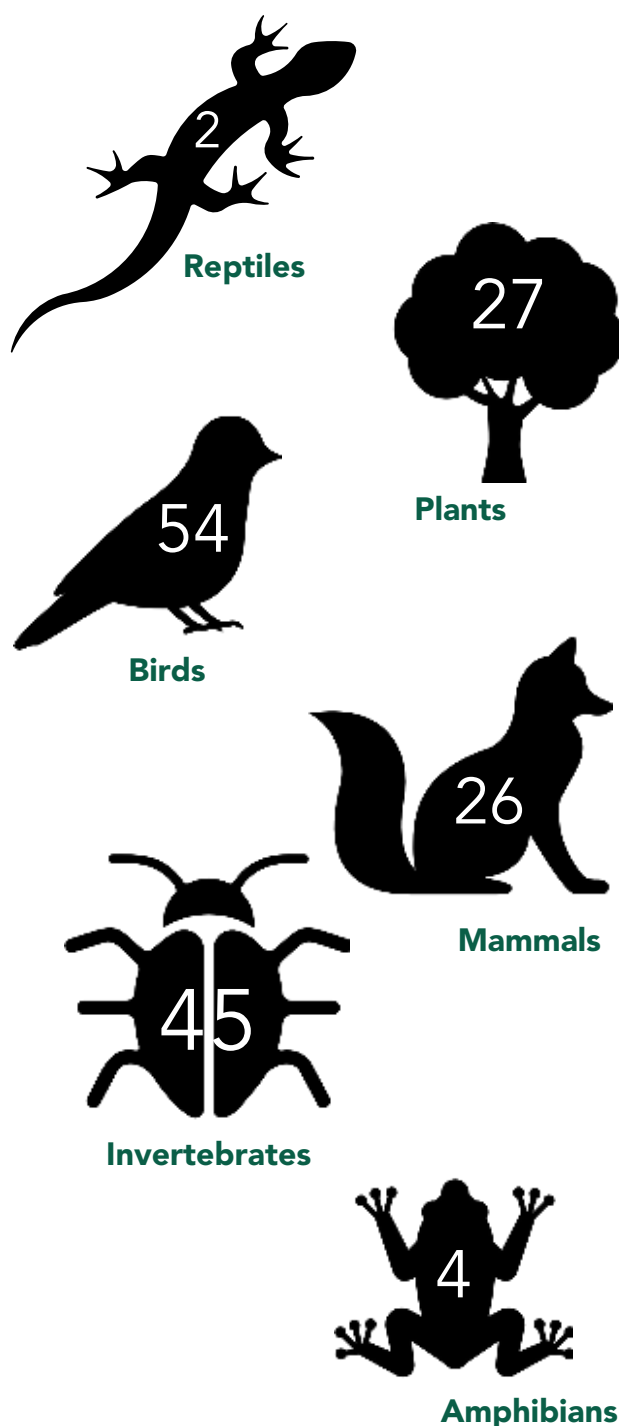 2
Reptiles
27
Plants
54
Birds
26
Mammals
45
Invertebrates
4
Amphibians